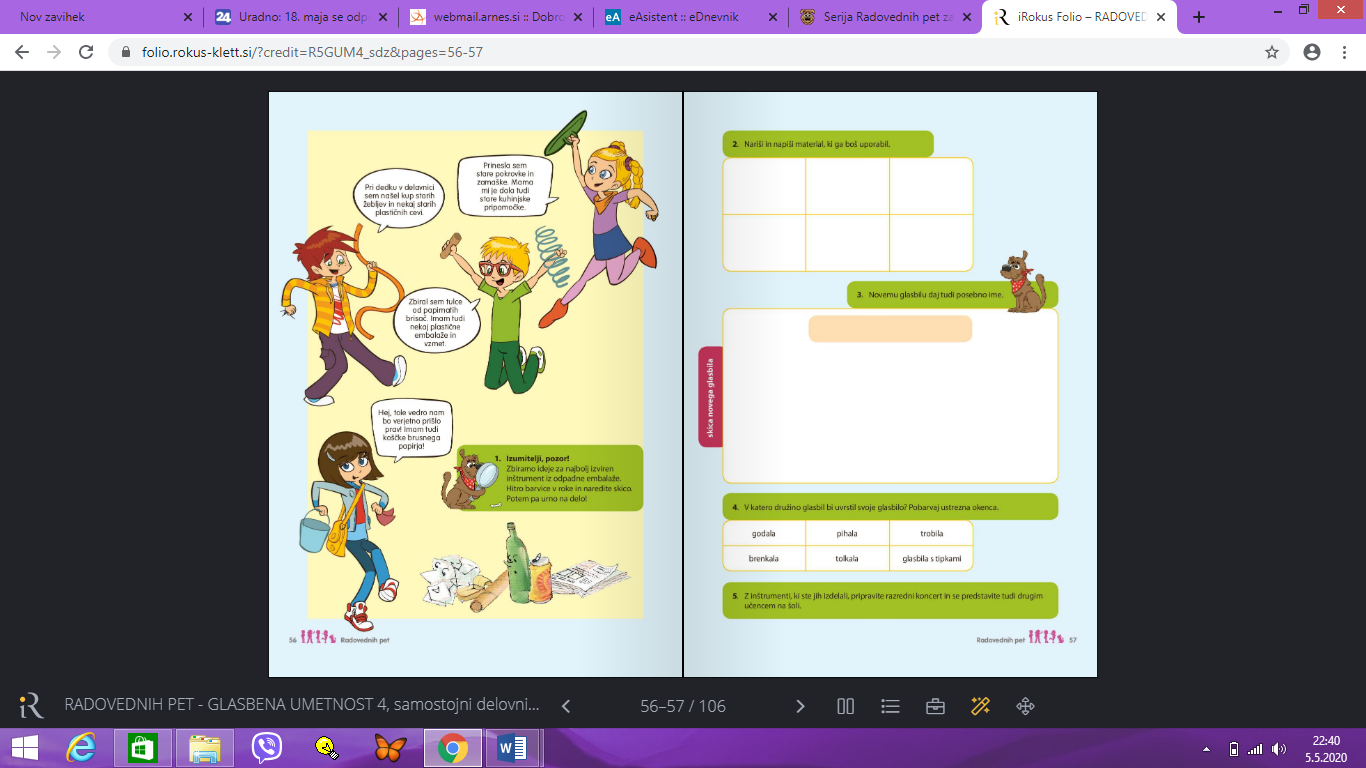 Nov zavihek
Uradno: 18. maja se odp
webmail.arnes.si :: Dobro
eAsistent :: eDnevnik
Serija Radovednih pet za
iRokus Folio – RADOVED
folio.rokus-klett.si/?credit=R5GUM4_sdz&pages=56-57
Pri dedku v delavnici
sem našel kup starih
žebljev in nekaj starih
plastičnih cevi.
Prinesla sem
stare pokrovke in
zamaške. Mama
mi je dala tudi
stare kuhinjske
pripomočke.
Zbiral sem tulce
od papirnatih
brisač. Imam tudi
nekaj plastične
embalaže in
vzmet.
Hej, tole vedro nam
bo verjetno prišlo
prav! Imam tudi
koščke brusnega
papirja!
1. Izumitelji, pozor!
Zbiramo ideje za najbolj izviren
inštrument iz odpadne embalaže.
Hitro barvice v roke in naredite skico.
Potem pa urno na delo!
56 Radovednih pet
2. Nariši in napiši material, ki ga boš uporabil.
3. Novemu glasbilu daj tudi posebno ime.
skica novega glasbila
4. V katero družino glasbil bi uvrstil svoje glasbilo? Pobarvaj ustrezna okenca.
godala pihala trobila
brenkala tolkala glasbila s tipkami
5. Z inštrumenti, ki ste jih izdelali, pripravite razredni koncert in se predstavite tudi drugim
učencem na šoli.
Radovednih pet 57
iR
RADOVEDNIH PET - GLASBENA UMETNOST 4, samostojni delovni...
56–57 / 106
22:40
5.5.2020